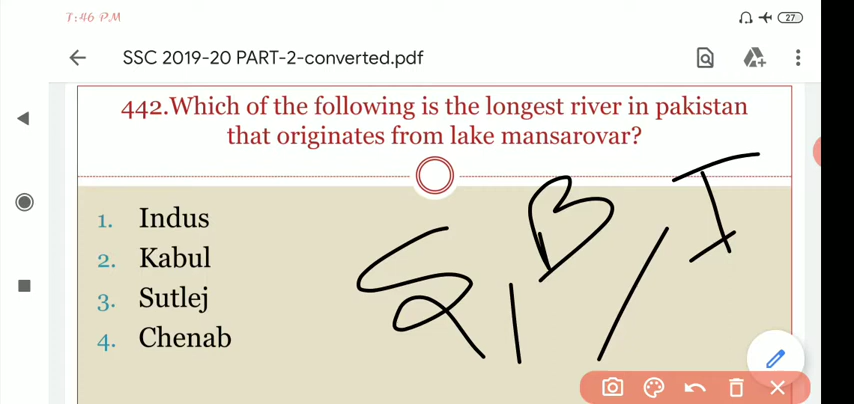 7:46 PM
27
SSC 2019-20 PART-2-converted.pdf
442.Which of the following is the longest river in pakistan
that originates from lake mansarovar?
1. Indus
2. Kabul
3. Sutlej
4. Chenab
S, B, I